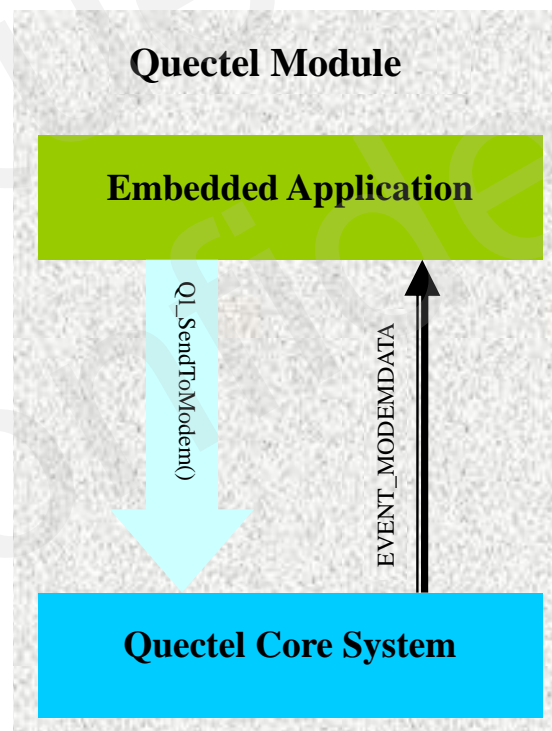 Quectel Module
Embedded Application
Ql_SendToModem()
EVENT_MODEMDATA
Quectel Core System